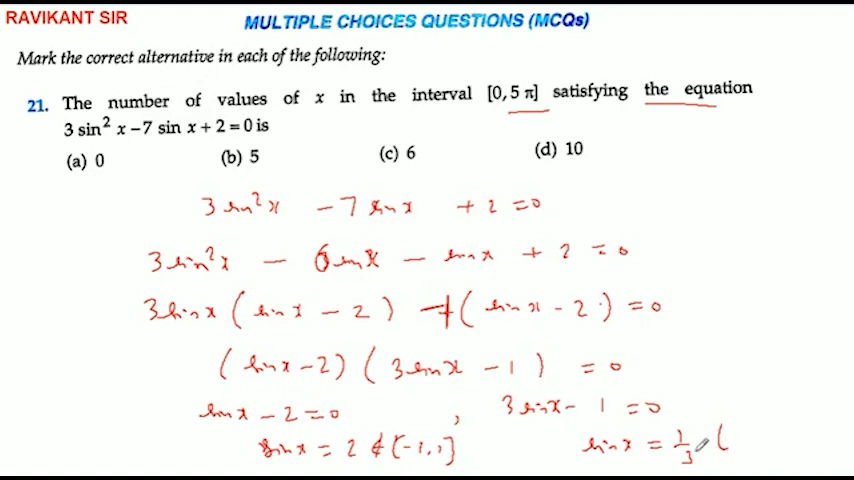 RAVIKANT SIR
MULTIPLE CHOICES QUESTIONS (MCQs)
Mark the correct alternative in each of the following:
21. The number of values of x in the interval [0, 5 π] satisfying the equation
3 sin² x – 7 sin x + 2 = 0 is
(a) 0 (b) 5 (c) 6 (d) 10
3 sin²x - 7 sin x + 2 = 0
3 sin²x - 6 sin x - sin x + 2 = 0
3 sin x ( sin x - 2 ) - 1 ( sin x - 2 ) = 0
( sin x - 2 ) ( 3 sin x - 1 ) = 0
sin x - 2 = 0 , 3 sin x - 1 = 0
sin x = 2 ∉ [-1, 1] sin x = 1/3 (